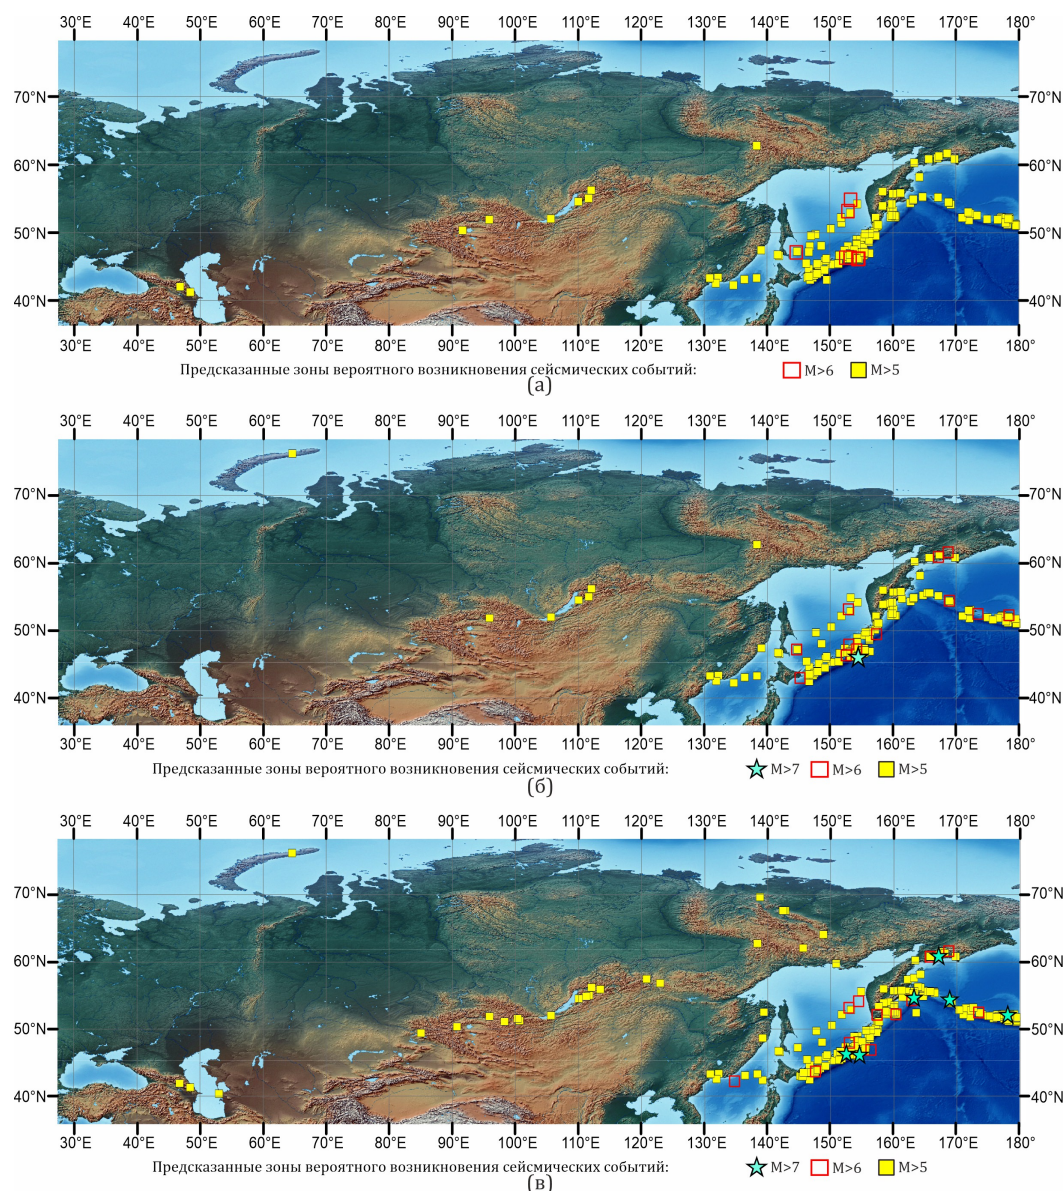 30°E 40°E 50°E 60°E 70°E 80°E 90°E 100°E 110°E 120°E 130°E 140°E 150°E 160°E 170°E 180°
70°N 70°N
60°N 60°N
50°N 50°N
40°N 40°N
30°E 40°E 50°E 60°E 70°E 80°E 90°E 100°E 110°E 120°E 130°E 140°E 150°E 160°E 170°E 180°
Предсказанные зоны вероятного возникновения сейсмических событий: M>6 M>5
(а)
30°E 40°E 50°E 60°E 70°E 80°E 90°E 100°E 110°E 120°E 130°E 140°E 150°E 160°E 170°E 180°
70°N 70°N
60°N 60°N
50°N 50°N
40°N 40°N
30°E 40°E 50°E 60°E 70°E 80°E 90°E 100°E 110°E 120°E 130°E 140°E 150°E 160°E 170°E 180°
Предсказанные зоны вероятного возникновения сейсмических событий: M>7 M>6 M>5
(б)
30°E 40°E 50°E 60°E 70°E 80°E 90°E 100°E 110°E 120°E 130°E 140°E 150°E 160°E 170°E 180°
70°N 70°N
60°N 60°N
50°N 50°N
40°N 40°N
30°E 40°E 50°E 60°E 70°E 80°E 90°E 100°E 110°E 120°E 130°E 140°E 150°E 160°E 170°E 180°
Предсказанные зоны вероятного возникновения сейсмических событий: M>7 M>6 M>5
(в)